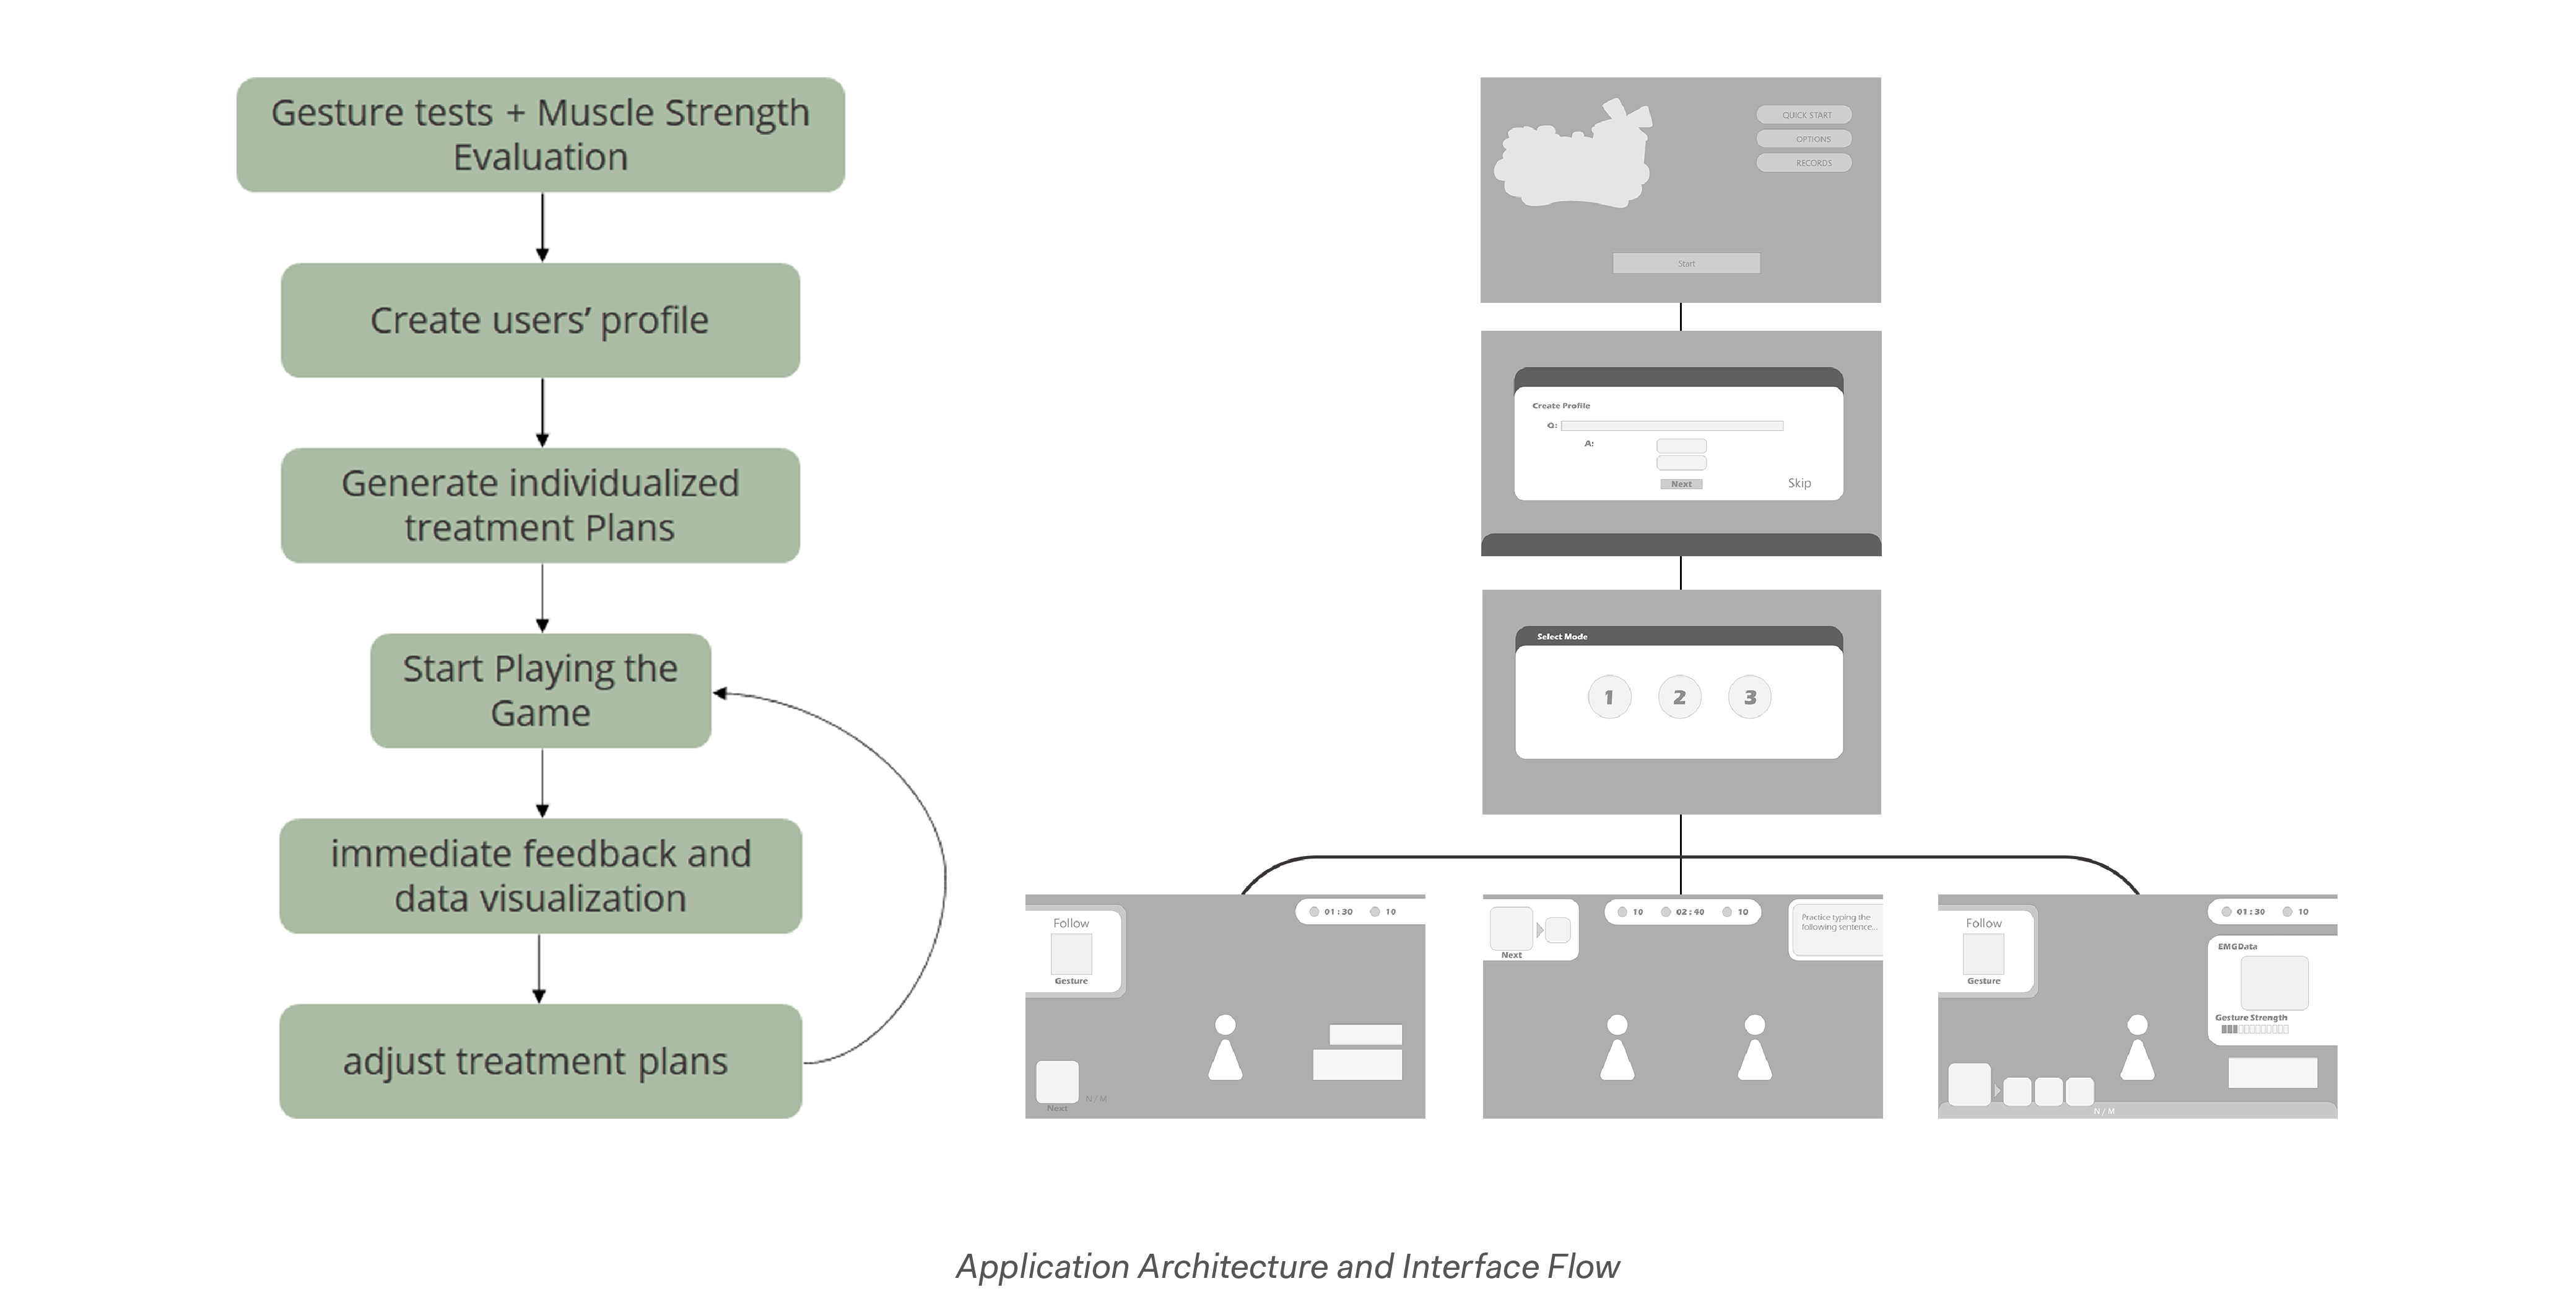 Gesture tests + Muscle Strength
Evaluation
Create users’ profile
Generate individualized
treatment Plans
Start Playing the
Game
immediate feedback and
data visualization
adjust treatment plans
QUICK START
OPTIONS
RECORDS
Start
Create Profile
Q:
A:
Next
Skip
Select Mode
1 2 3
Follow
Gesture
01:30 10
Next
N / M
Next
10 02:40 10
Practice typing the
following sentence...
Follow
Gesture
01:30 10
EMGData
Gesture Strength
N / M
Application Architecture and Interface Flow